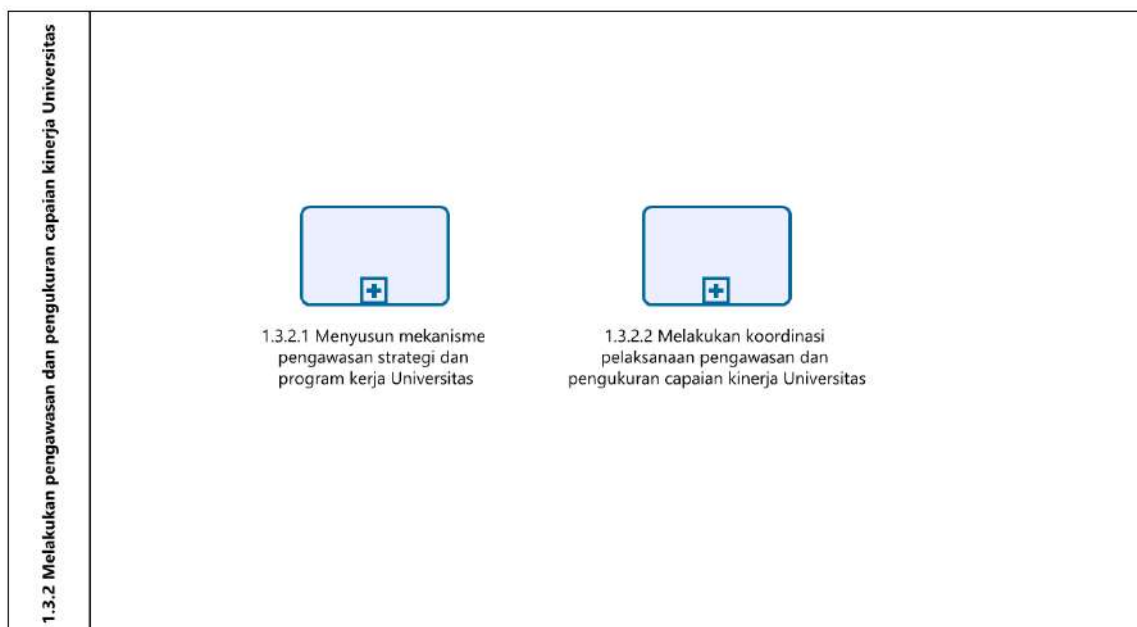 1.3.2 Melakukan pengawasan dan pengukuran capaian kinerja Universitas
1.3.2.1 Menyusun mekanisme
pengawasan strategi dan
program kerja Universitas
1.3.2.2 Melakukan koordinasi
pelaksanaan pengawasan dan
pengukuran capaian kinerja Universitas